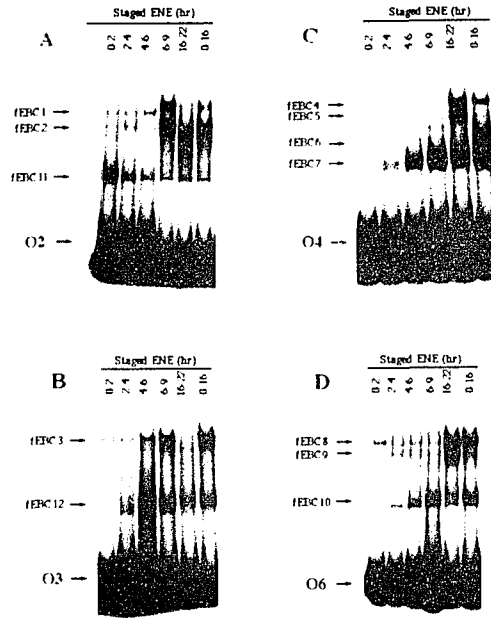 Staged ENE (hr)
A
0-2 2-4 4-6 6-9 16-22 0-16
fEBC1
fEBC2
fEBC11
O2
Staged ENE (hr)
C
0-2 2-4 4-6 6-9 16-22 0-16
fEBC4
fEBC5
fEBC6
fEBC7
O4
Staged ENE (hr)
B
0-2 2-4 4-6 6-9 16-22 0-16
fEBC3
fEBC12
O3
Staged ENE (hr)
D
0-2 2-4 4-6 6-9 16-22 0-16
fEBC8
fEBC9
fEBC10
O6